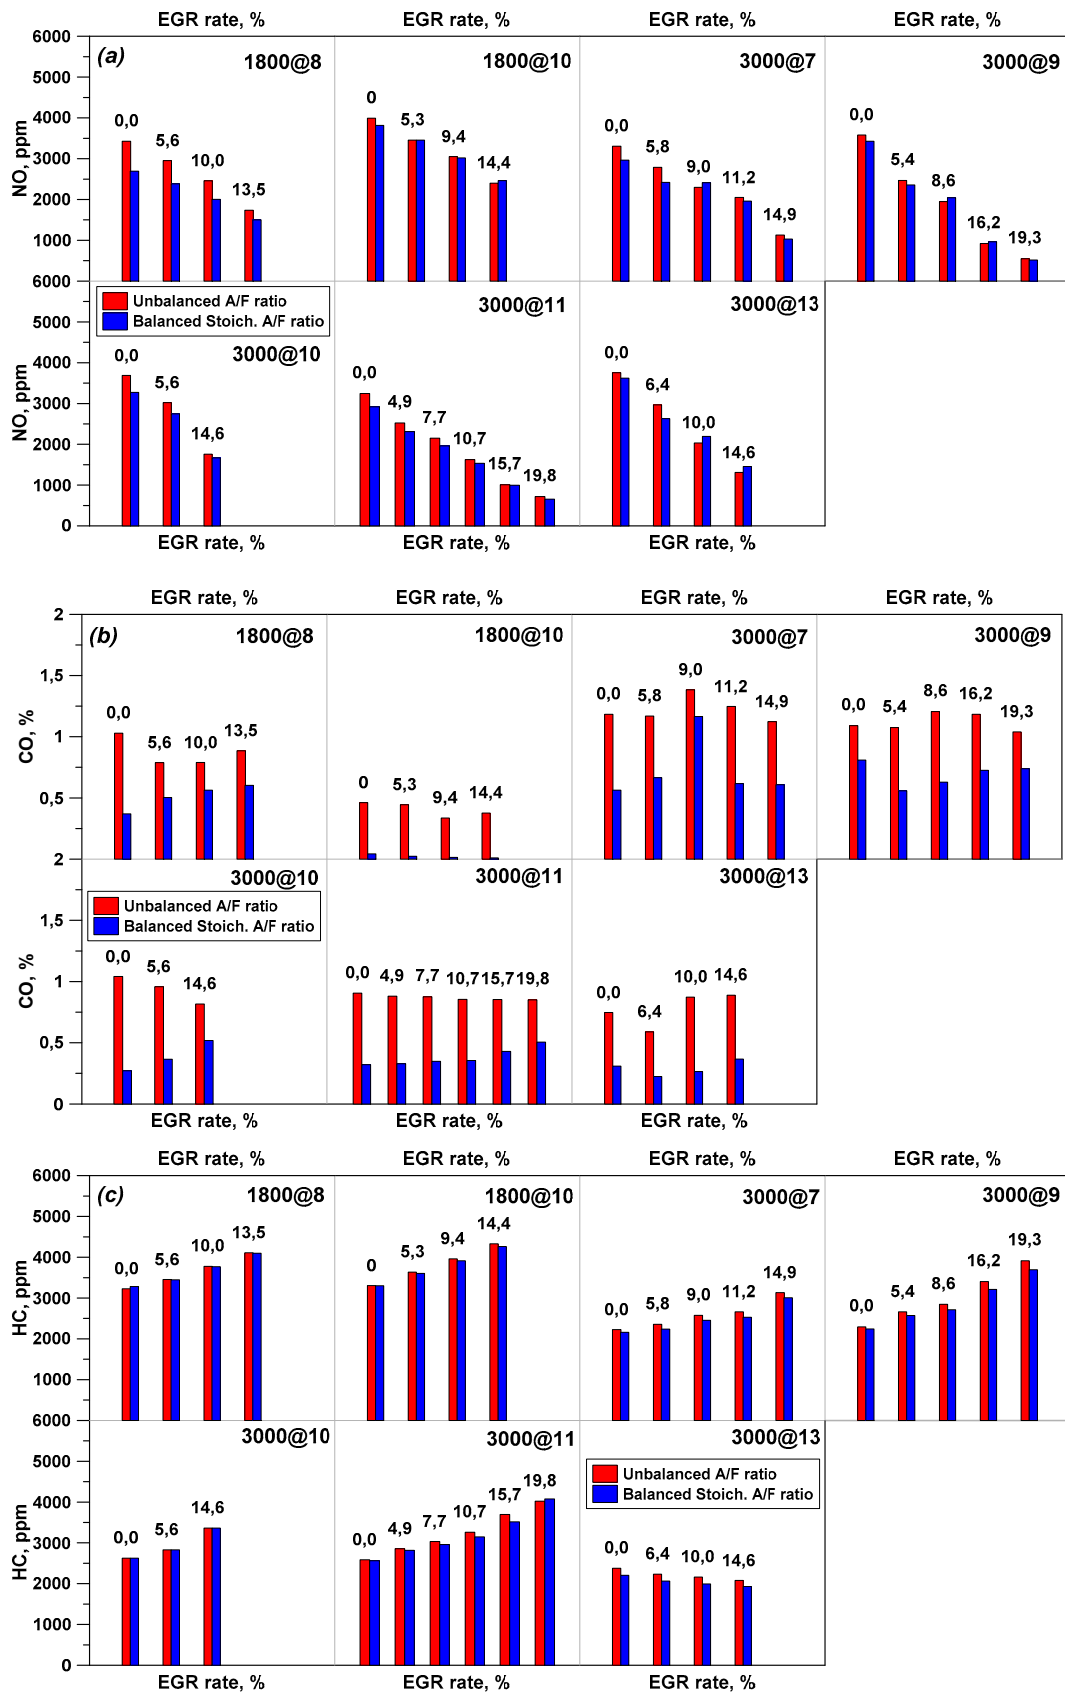 EGR rate, % EGR rate, % EGR rate, % EGR rate, %
(a) 1800@8 1800@10 3000@7 3000@9
NO, ppm
6000
5000
4000
3000
2000
1000
0,0 5,6 10,0 13,5
0 5,3 9,4 14,4
0,0 5,8 9,0 11,2 14,9
0,0 5,4 8,6 16,2 19,3
Unbalanced A/F ratio
Balanced Stoich. A/F ratio
3000@10 3000@11 3000@13
NO, ppm
6000
5000
4000
3000
2000
1000
0
0,0 5,6 14,6
0,0 4,9 7,7 10,7 15,7 19,8
0,0 6,4 10,0 14,6
EGR rate, % EGR rate, % EGR rate, %
EGR rate, % EGR rate, % EGR rate, % EGR rate, %
(b) 1800@8 1800@10 3000@7 3000@9
CO, %
2
1,5
1
0,5
0,0 5,6 10,0 13,5
0 5,3 9,4 14,4
0,0 5,8 9,0 11,2 14,9
0,0 5,4 8,6 16,2 19,3
3000@10 3000@11 3000@13
Unbalanced A/F ratio
Balanced Stoich. A/F ratio
CO, %
2
1,5
1
0,5
0
0,0 5,6 14,6
0,0 4,9 7,7 10,7 15,7 19,8
0,0 6,4 10,0 14,6
EGR rate, % EGR rate, % EGR rate, %
EGR rate, % EGR rate, % EGR rate, % EGR rate, %
(c) 1800@8 1800@10 3000@7 3000@9
HC, ppm
6000
5000
4000
3000
2000
1000
0,0 5,6 10,0 13,5
0 5,3 9,4 14,4
0,0 5,8 9,0 11,2 14,9
0,0 5,4 8,6 16,2 19,3
3000@10 3000@11 3000@13
Unbalanced A/F ratio
Balanced Stoich. A/F ratio
HC, ppm
6000
5000
4000
3000
2000
1000
0
0,0 5,6 14,6
0,0 4,9 7,7 10,7 15,7 19,8
0,0 6,4 10,0 14,6
EGR rate, % EGR rate, % EGR rate, %